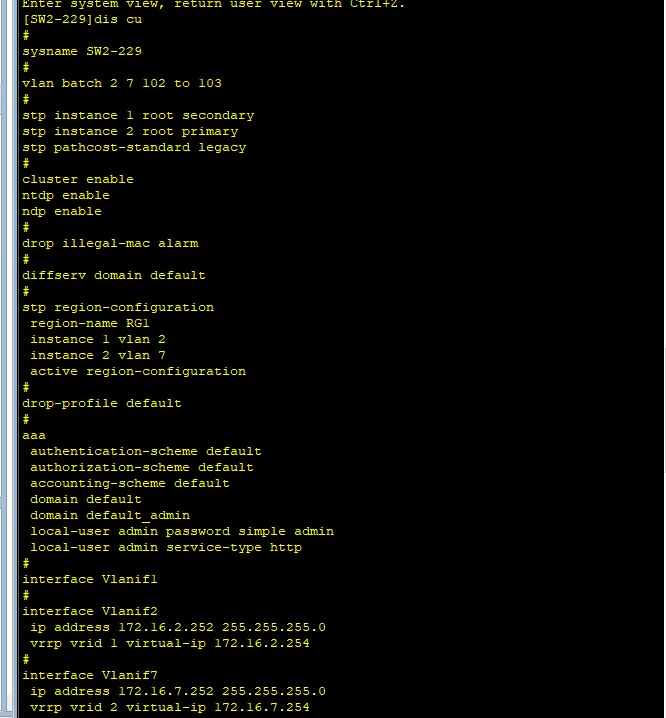 Enter system view, return user view with Ctrl+Z.
[SW2-229]dis cu
#
sysname SW2-229
#
vlan batch 2 7 102 to 103
#
stp instance 1 root secondary
stp instance 2 root primary
stp pathcost-standard legacy
#
cluster enable
ntdp enable
ndp enable
#
drop illegal-mac alarm
#
diffserv domain default
#
stp region-configuration
 region-name RG1
 instance 1 vlan 2
 instance 2 vlan 7
 active region-configuration
#
drop-profile default
#
aaa
 authentication-scheme default
 authorization-scheme default
 accounting-scheme default
 domain default
 domain default_admin
 local-user admin password simple admin
 local-user admin service-type http
#
interface Vlanif1
#
interface Vlanif2
 ip address 172.16.2.252 255.255.255.0
 vrrp vrid 1 virtual-ip 172.16.2.254
#
interface Vlanif7
 ip address 172.16.7.252 255.255.255.0
 vrrp vrid 2 virtual-ip 172.16.7.254